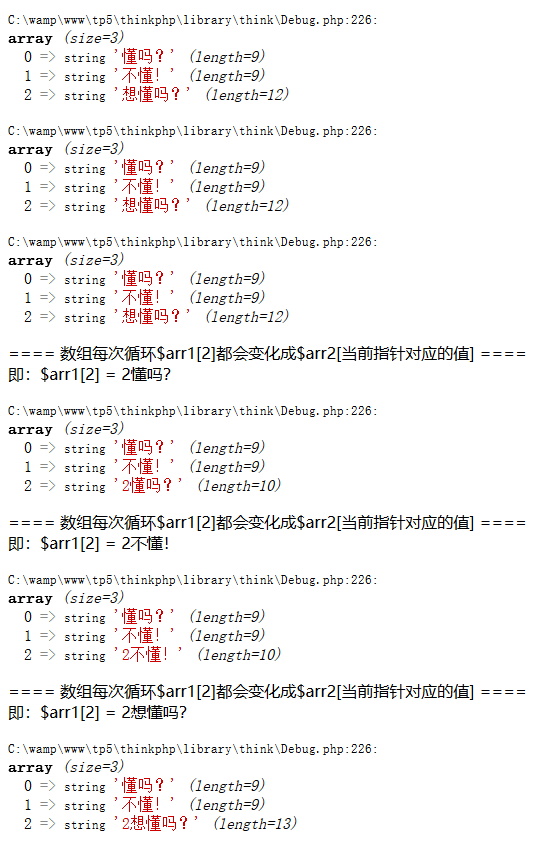 C:\wamp\www\tp5\thinkphp\library\think\Debug.php:226:
array (size=3)
0 => string '懂吗？' (length=9)
1 => string '不懂！' (length=9)
2 => string '想懂吗？' (length=12)
C:\wamp\www\tp5\thinkphp\library\think\Debug.php:226:
array (size=3)
0 => string '懂吗？' (length=9)
1 => string '不懂！' (length=9)
2 => string '想懂吗？' (length=12)
C:\wamp\www\tp5\thinkphp\library\think\Debug.php:226:
array (size=3)
0 => string '懂吗？' (length=9)
1 => string '不懂！' (length=9)
2 => string '想懂吗？' (length=12)
==== 数组每次循环$arr1[2]都会变化成$arr2[当前指针对应的值] ====
即：$arr1[2] = 2懂吗？
C:\wamp\www\tp5\thinkphp\library\think\Debug.php:226:
array (size=3)
0 => string '懂吗？' (length=9)
1 => string '不懂！' (length=9)
2 => string '2懂吗？' (length=10)
==== 数组每次循环$arr1[2]都会变化成$arr2[当前指针对应的值] ====
即：$arr1[2] = 2不懂！
C:\wamp\www\tp5\thinkphp\library\think\Debug.php:226:
array (size=3)
0 => string '懂吗？' (length=9)
1 => string '不懂！' (length=9)
2 => string '2不懂！' (length=10)
==== 数组每次循环$arr1[2]都会变化成$arr2[当前指针对应的值] ====
即：$arr1[2] = 2想懂吗？
C:\wamp\www\tp5\thinkphp\library\think\Debug.php:226:
array (size=3)
0 => string '懂吗？' (length=9)
1 => string '不懂！' (length=9)
2 => string '2想懂吗？' (length=13)